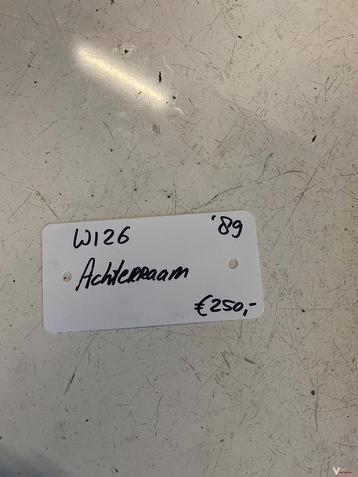 W126 '89
Achterraam
€250,-